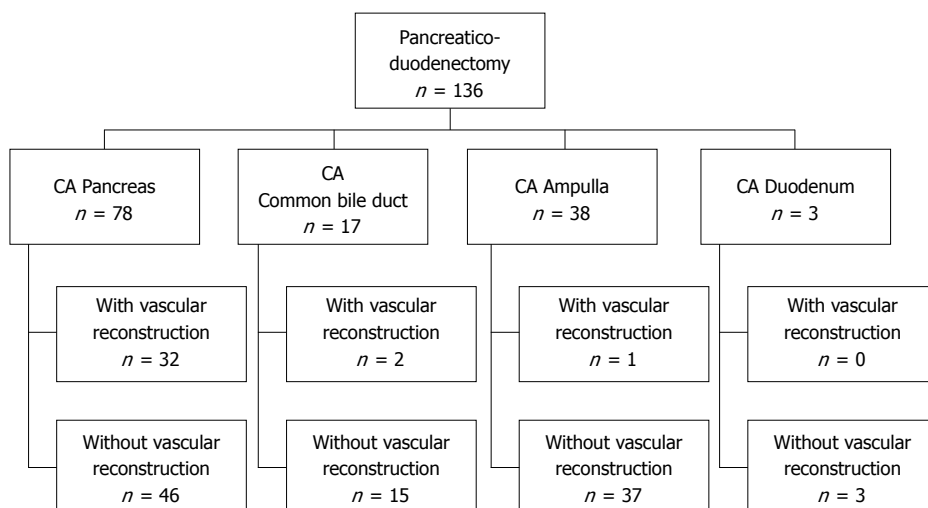 Pancreatico-
duodenectomy
n = 136
CA Pancreas
n = 78
CA
Common bile duct
n = 17
CA Ampulla
n = 38
CA Duodenum
n = 3
With vascular
reconstruction
n = 32
With vascular
reconstruction
n = 2
With vascular
reconstruction
n = 1
With vascular
reconstruction
n = 0
Without vascular
reconstruction
n = 46
Without vascular
reconstruction
n = 15
Without vascular
reconstruction
n = 37
Without vascular
reconstruction
n = 3